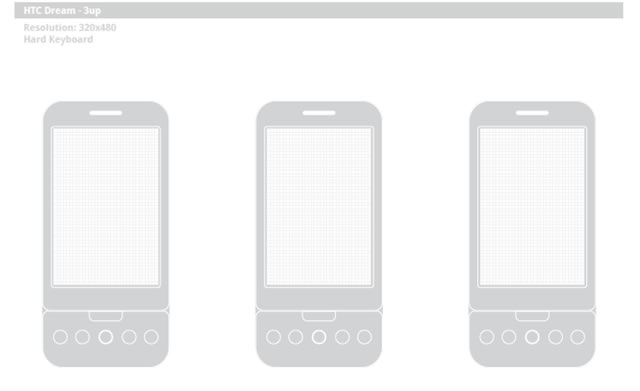 HTC Dream - 3up
Resolution: 320x480
Hard Keyboard